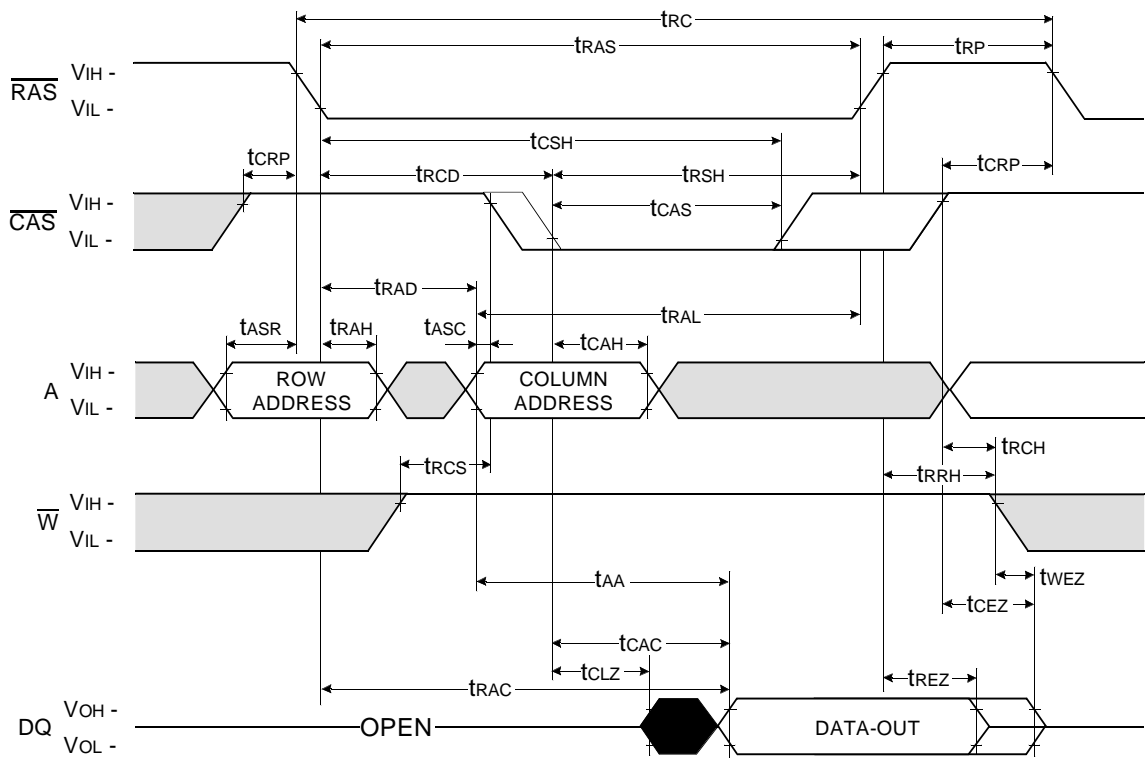 tRC
tRAS
tRP
RAS
VIH -
VIL -
tCSH
tCRP
tRCD
tRSH
tCRP
CAS
VIH -
VIL -
tCAS
tRAD
tRAL
tASR
tRAH
tASC
tCAH
A
VIH -
VIL -
ROW
ADDRESS
COLUMN
ADDRESS
tRCS
tRCH
tRRH
W
VIH -
VIL -
tAA
tWEZ
tCEZ
tCAC
tCLZ
tRAC
tREZ
DQ
VOH -
VOL -
OPEN
DATA-OUT